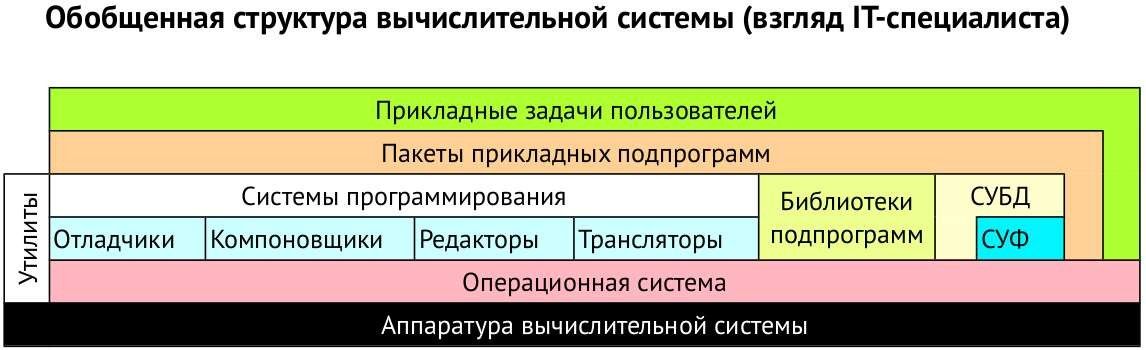 Обобщенная структура вычислительной системы (взгляд IT-специалиста)
Прикладные задачи пользователей
Пакеты прикладных подпрограмм
Утилиты
Системы программирования
Отладчики
Компоновщики
Редакторы
Трансляторы
Библиотеки
подпрограмм
СУБД
СУФ
Операционная система
Аппаратура вычислительной системы